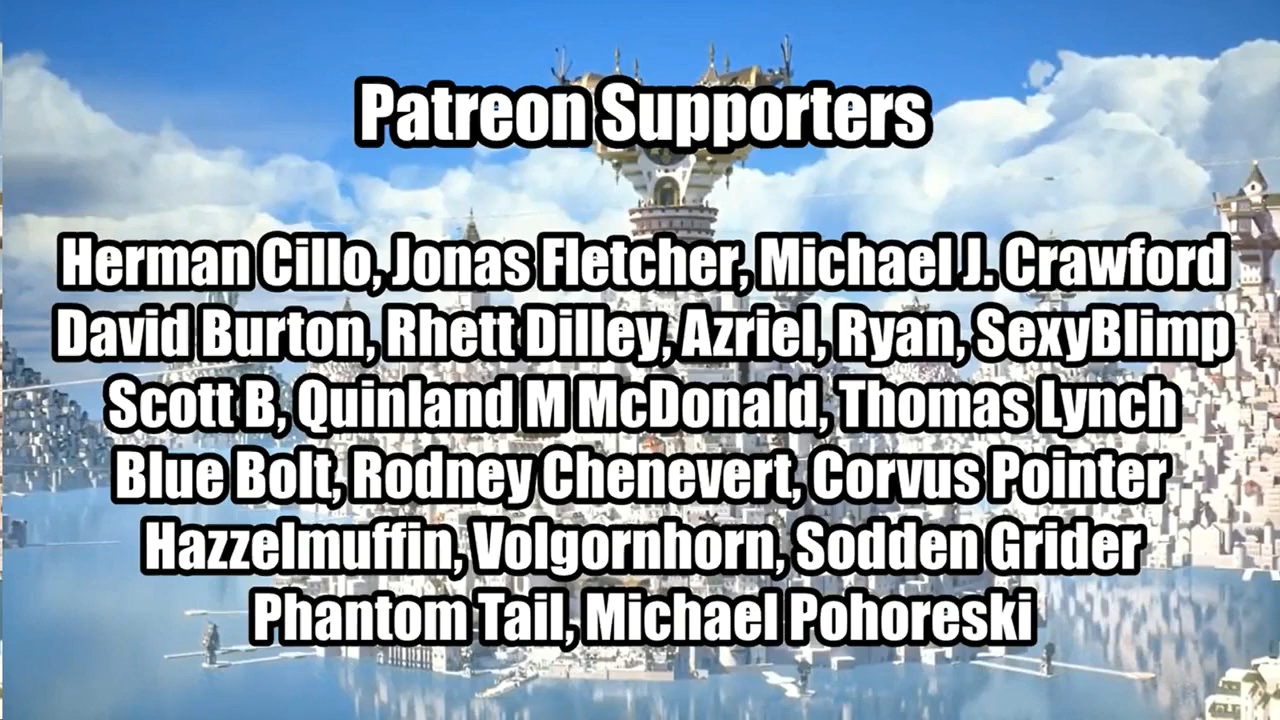 Patreon Supporters
Herman Cillo, Jonas Fletcher, Michael J. Crawford
David Burton, Rhett Dilley, Azriel, Ryan, SexyBlimp
Scott B, Quinland M McDonald, Thomas Lynch
Blue Bolt, Rodney Chenevert, Corvus Pointer
Hazzelmuffin, Volgornhorn, Sodden Grider
Phantom Tail, Michael Pohoreski